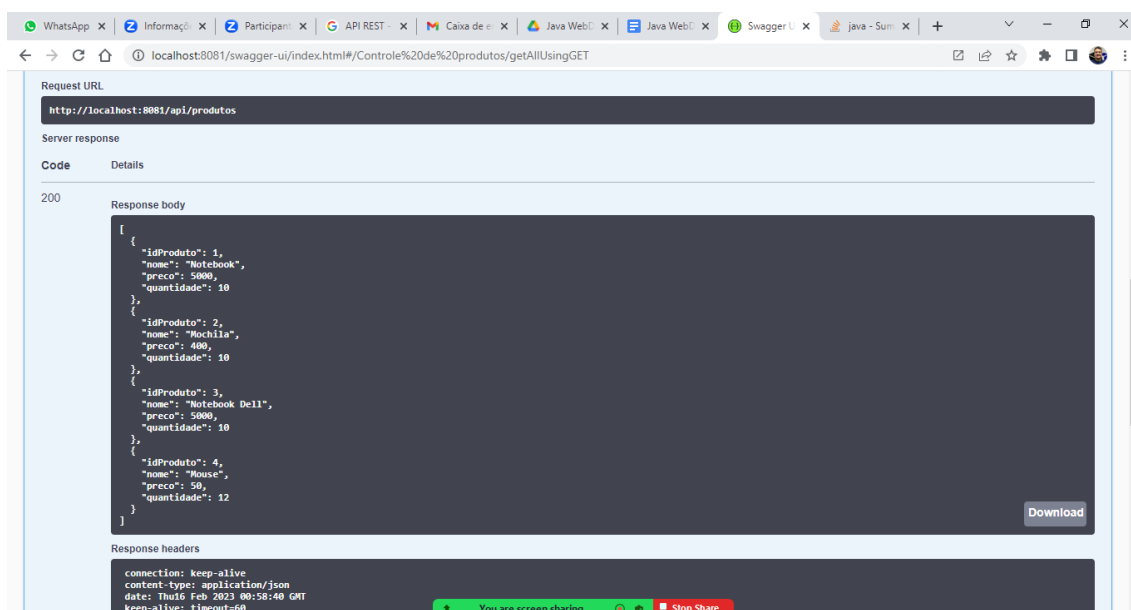 WhatsApp
Informaçõ
Participant
API REST -
Caixa de e
Java WebD
Java WebD
Swagger U
java - Sum
localhost:8081/swagger-ui/index.html#/Controle%20de%20produtos/getAllUsingGET
Request URL
http://localhost:8081/api/produtos
Server response
Code Details
200
Response body
[
{
"idProduto": 1,
"nome": "Notebook",
"preco": 5000,
"quantidade": 10
},
{
"idProduto": 2,
"nome": "Mochila",
"preco": 400,
"quantidade": 10
},
{
"idProduto": 3,
"nome": "Notebook Dell",
"preco": 5000,
"quantidade": 10
},
{
"idProduto": 4,
"nome": "Mouse",
"preco": 50,
"quantidade": 12
}
]
Download
Response headers
connection: keep-alive
content-type: application/json
date: Thu16 Feb 2023 00:58:40 GMT
keep-alive: timeout=60
You are screen sharing
Stop Share